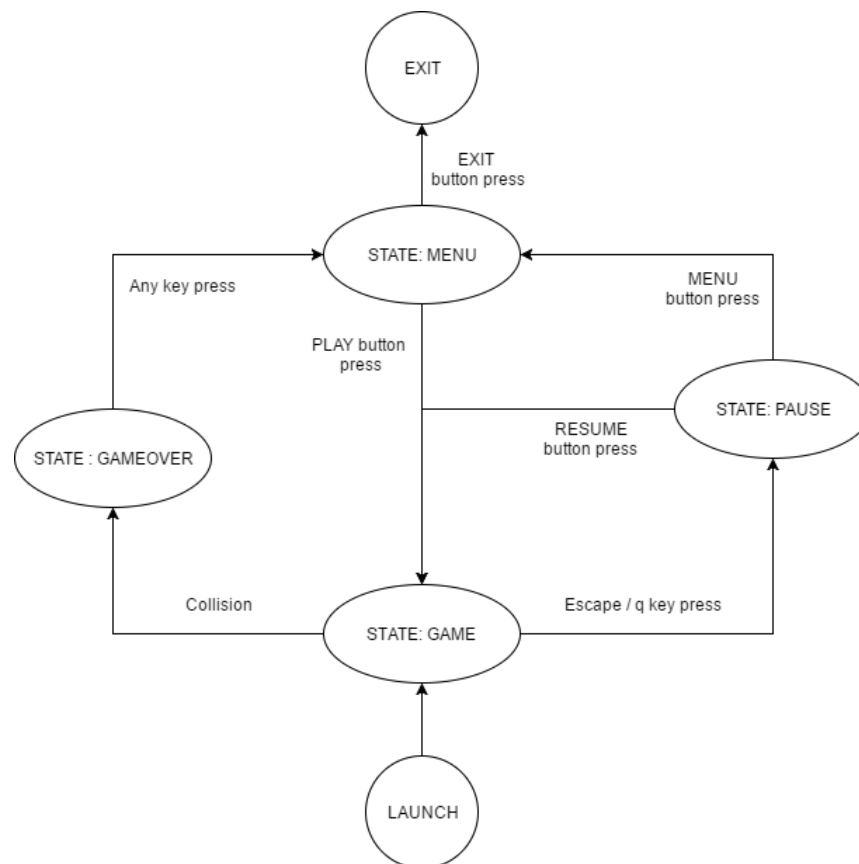 EXIT
EXIT
button press
STATE: MENU
Any key press
MENU
button press
PLAY button
press
STATE: PAUSE
RESUME
button press
STATE : GAMEOVER
Collision
Escape / q key press
STATE: GAME
LAUNCH